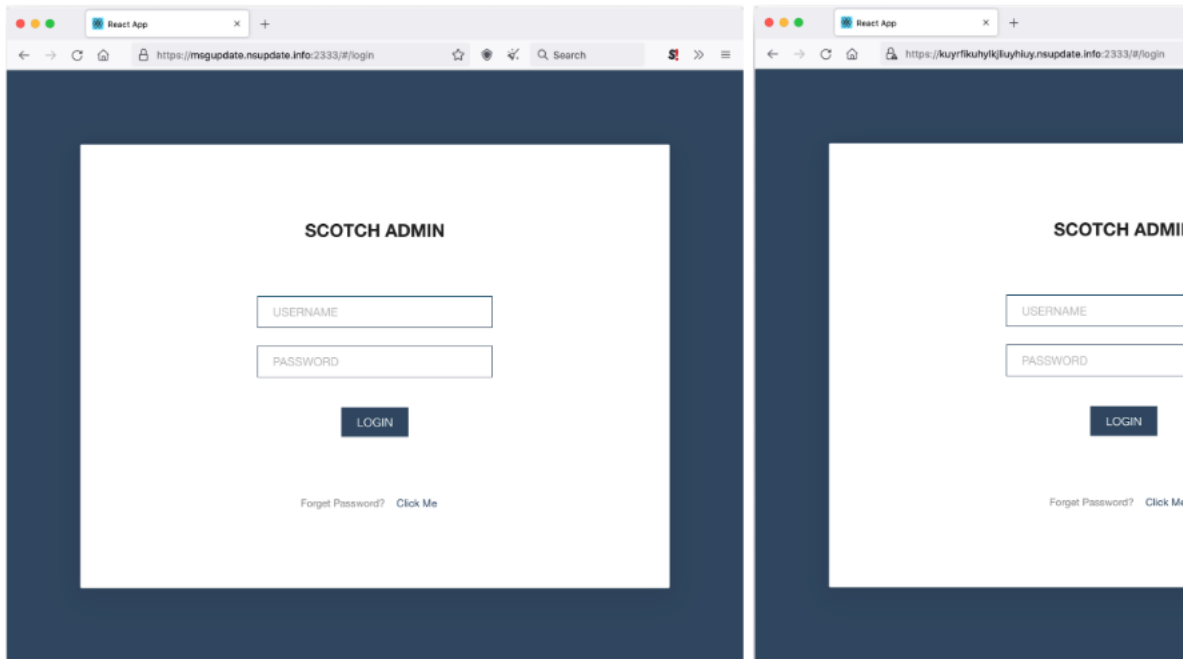 React App
https://msgupdate.nsupdate.info:2333/#/login
Search
S!
SCOTCH ADMIN
USERNAME
PASSWORD
LOGIN
Forget Password? Click Me
React App
https://kuyrfikuhylkjliuyhiuy.nsupdate.info:2333/#/login
SCOTCH ADMI
USERNAME
PASSWORD
LOGIN
Forget Password? Click Me